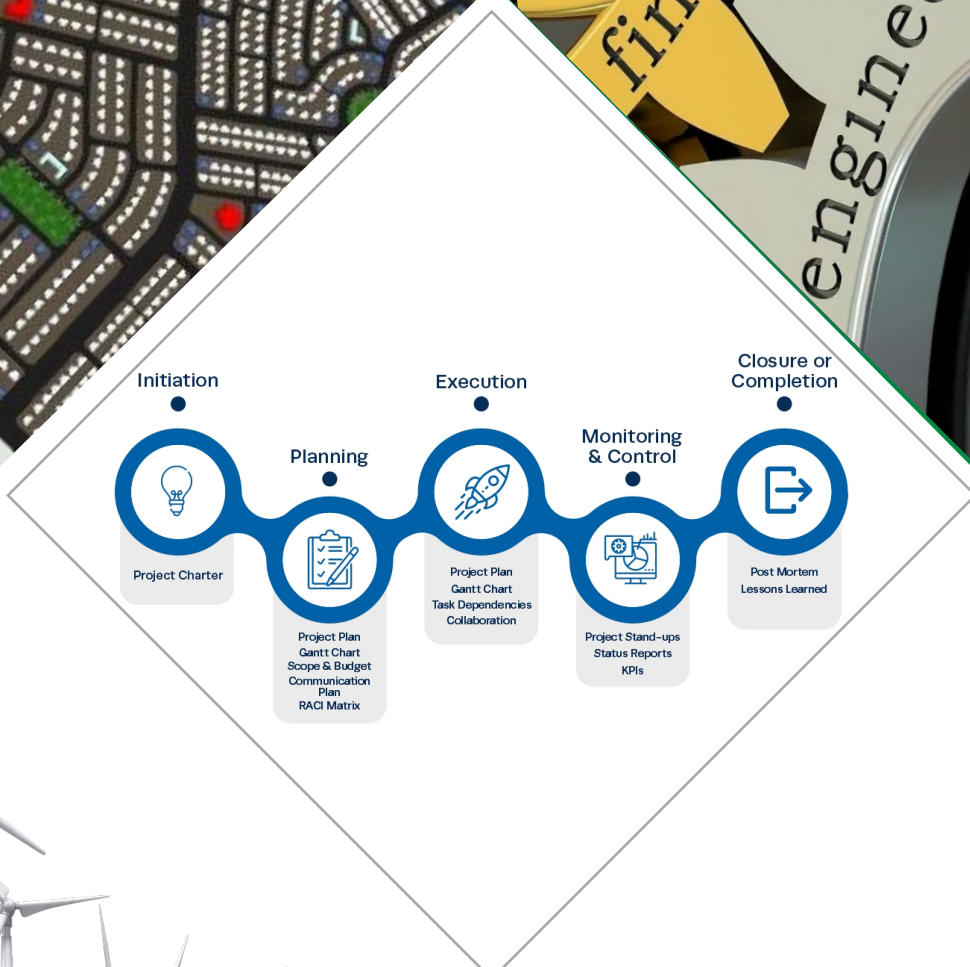 fin
engine
Initiation
Project Charter
Planning
Project Plan
Gantt Chart
Scope & Budget
Communication
Plan
RACI Matrix
Execution
Project Plan
Gantt Chart
Task Dependencies
Collaboration
Monitoring
& Control
Project Stand-ups
Status Reports
KPIs
Closure or
Completion
Post Mortem
Lessons Learned